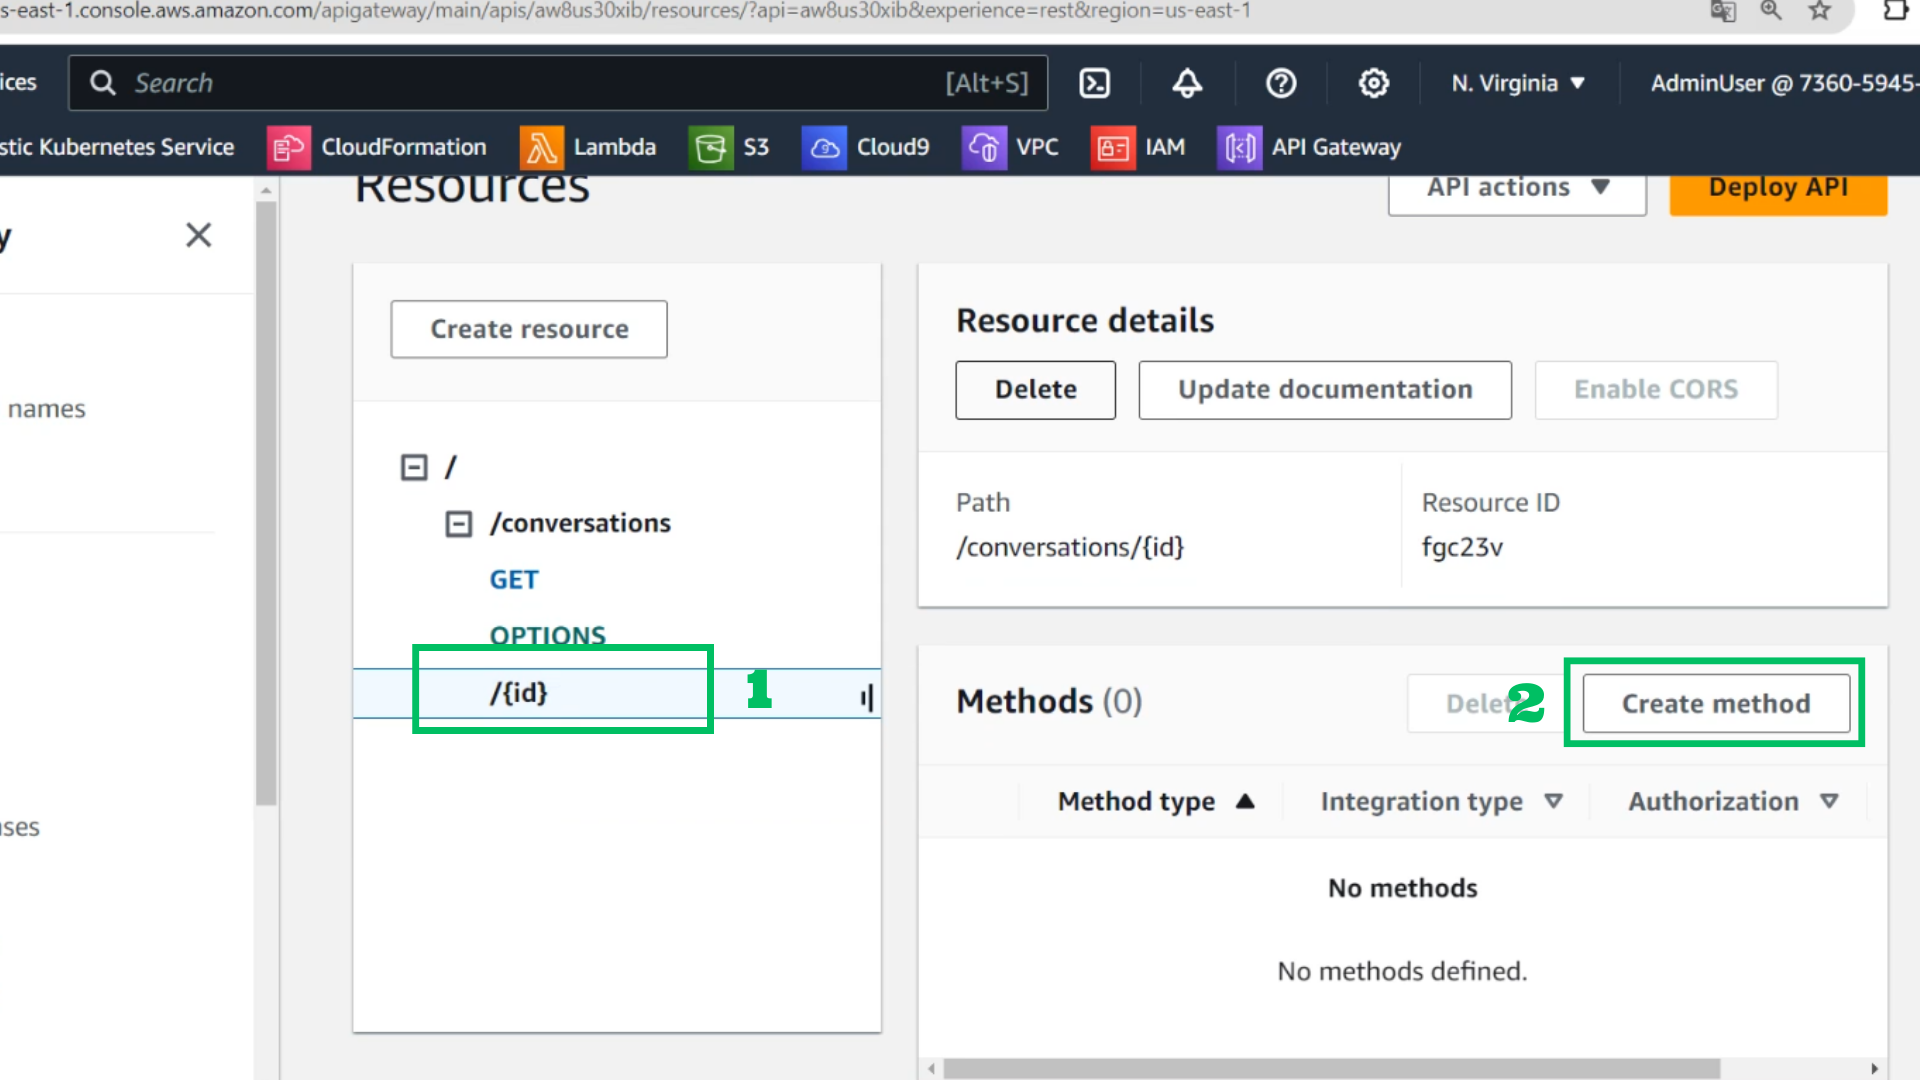 s-east-1.console.aws.amazon.com/apigateway/main/apis/aw8us30xib/resources/?api=aw8us30xib&experience=rest&region=us-east-1
ices
Search
[Alt+S]
N. Virginia
AdminUser @ 7360-5945-
stic Kubernetes Service
CloudFormation
Lambda
S3
Cloud9
VPC
IAM
API Gateway
Resources
API actions
Deploy API
y
names
ases
Create resource
/
/conversations
GET
OPTIONS
/{id}
1
Resource details
Delete
Update documentation
Enable CORS
Path
/conversations/{id}
Resource ID
fgc23v
Methods (0)
Delete
2
Create method
Method type
Integration type
Authorization
No methods
No methods defined.